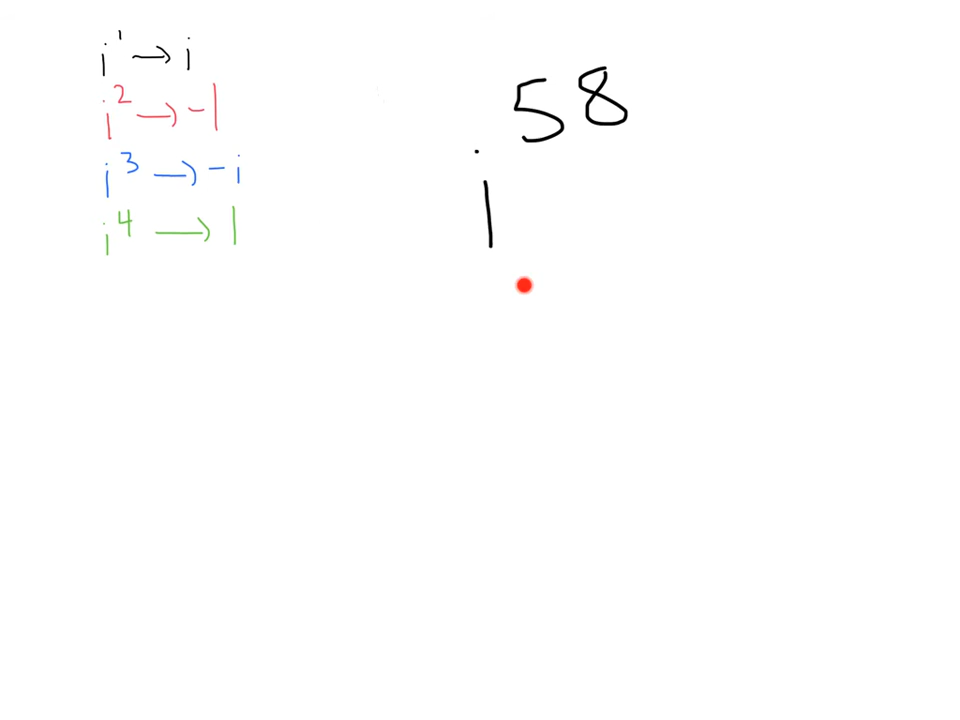 i¹ → i
i² → -1
i³ → -i
i⁴ → 1
i⁵⁸